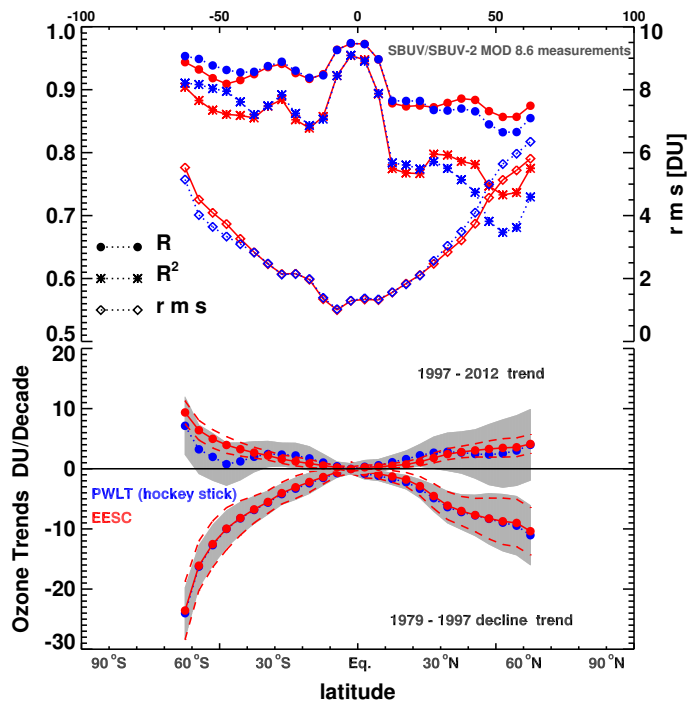 -100 -50 0 50 100
1.0 10
SBUV/SBUV-2 MOD 8.6 measurements
0.9 8
0.8 6
r m s [DU]
0.7 4
R
R²
0.6 2
r m s
0.5 0
20
1997 - 2012 trend
10
Ozone Trends DU/Decade
0
PWLT (hockey stick)
EESC
-10
-20
1979 - 1997 decline trend
-30
90°S 60°S 30°S Eq. 30°N 60°N 90°N
latitude